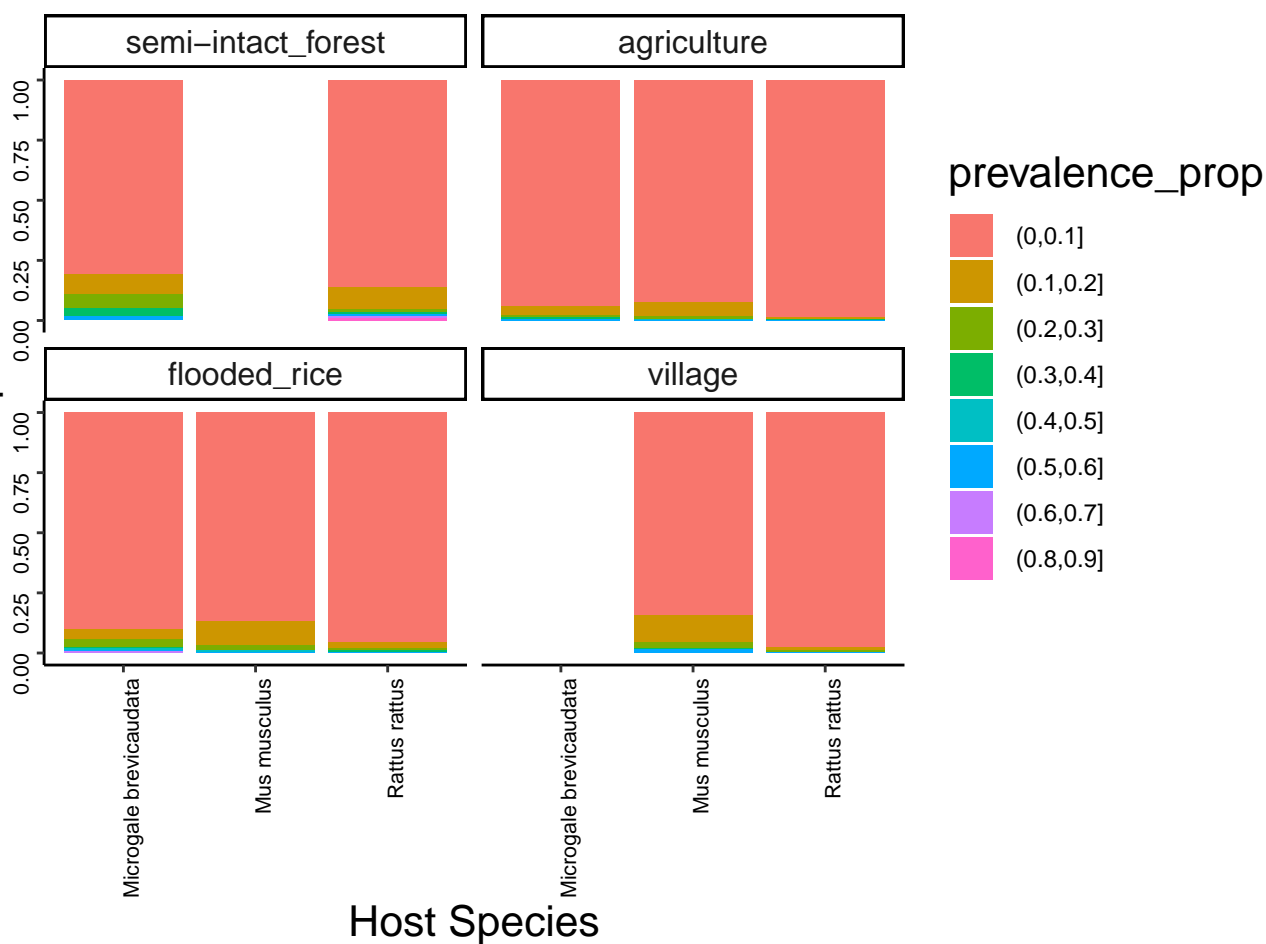 semi−intact_forest
agriculture
1.00
0.75
0.50
0.25
0.00
flooded_rice
village
1.00
0.75
0.50
0.25
0.00
Microgale brevicaudata
Mus musculus
Rattus rattus
Microgale brevicaudata
Mus musculus
Rattus rattus
Host Species
prevalence_prop
(0,0.1]
(0.1,0.2]
(0.2,0.3]
(0.3,0.4]
(0.4,0.5]
(0.5,0.6]
(0.6,0.7]
(0.8,0.9]